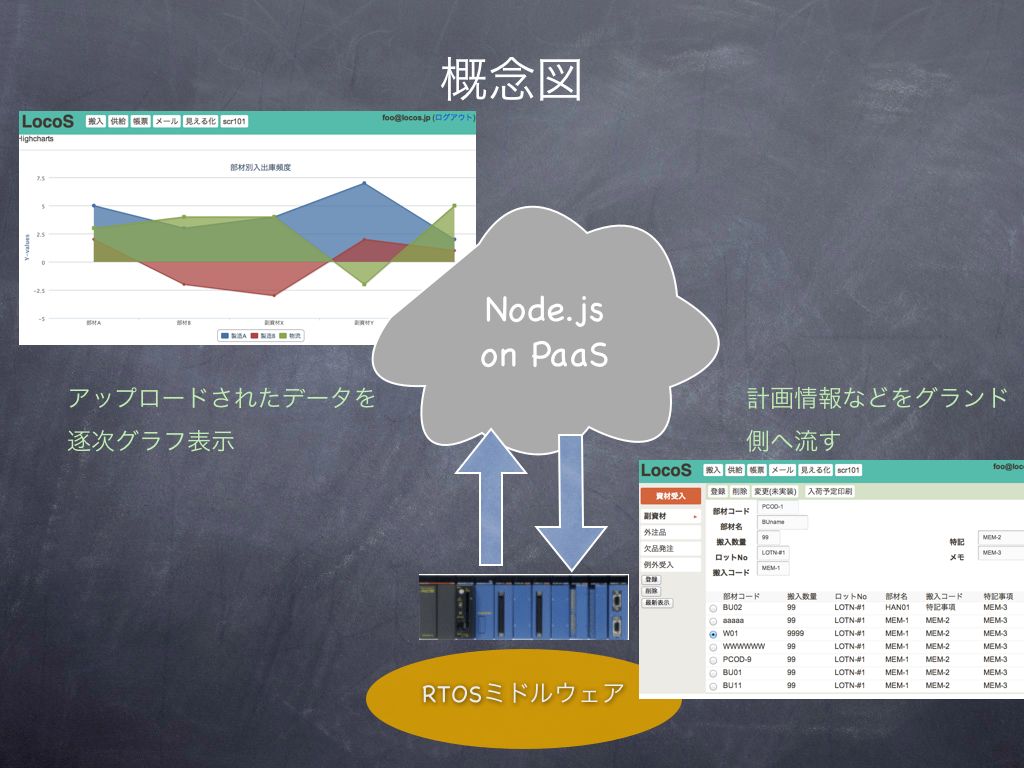 概念図
LocoS 搬入 供給 帳票 メール 見える化 scr101 foo@locos.jp (ログアウト)
Highcharts
部材別入出庫頻度
7.5
5
2.5
0
-2.5
-5
Y-values
部材A 部材B 副資材X 副資材Y
製造A 製造B 物流
Node.js
on PaaS
アップロードされたデータを
逐次グラフ表示
計画情報などをグランド
側へ流す
LocoS 搬入 供給 帳票 メール 見える化 scr101 foo@loco
資材受入 登録 削除 変更(未実装) 入荷予定印刷
副資材
外注品
欠品発注
例外受入
登録
削除
最新表示
部材コード PCOD-1
部材名 BUname
搬入数量 99 特記 MEM-2
ロットNo LOTN-#1 メモ MEM-3
搬入コード MEM-1
部材コード 搬入数量 ロットNo 部材名 搬入コード 特記事項
BU02 99 LOTN-#1 HAN01 特記事項 MEM-3
aaaaa 99 LOTN-#1 MEM-1 MEM-2 MEM-3
W01 9999 LOTN-#1 MEM-1 MEM-2 MEM-3
WWWWWW 99 LOTN-#1 MEM-1 MEM-2 MEM-3
PCOD-9 99 LOTN-#1 MEM-1 MEM-2 MEM-3
BU01 99 LOTN-#1 MEM-1 MEM-2 MEM-3
BU11 99 LOTN-#1 MEM-1 MEM-2 MEM-3
RTOSミドルウェア